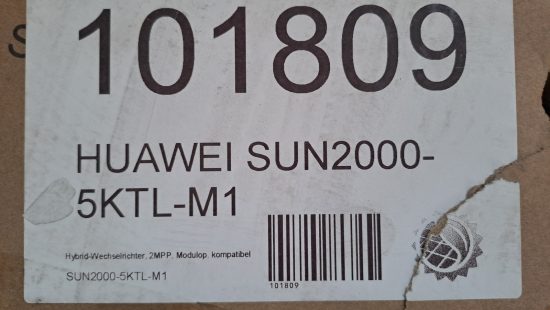 S
101809
HUAWEI SUN2000-
5KTL-M1
Hybrid-Wechselrichter, 2MPP, Modulop. kompatibel
SUN2000-5KTL-M1
101809